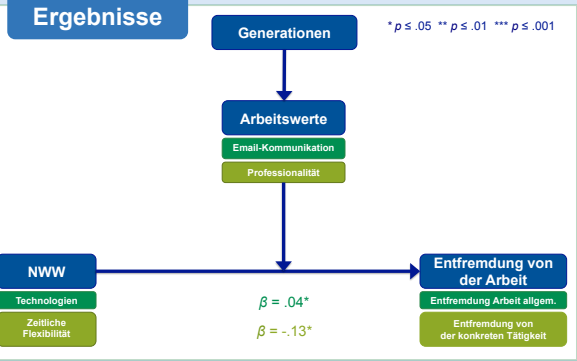 Ergebnisse
Generationen
* p ≤ .05 ** p ≤ .01 *** p ≤ .001
Arbeitswerte
Email-Kommunikation
Professionalität
NWW
Technologien
Zeitliche
Flexibilität
β = .04*
β = -.13*
Entfremdung von
der Arbeit
Entfremdung Arbeit allgem.
Entfremdung von
der konkreten Tätigkeit